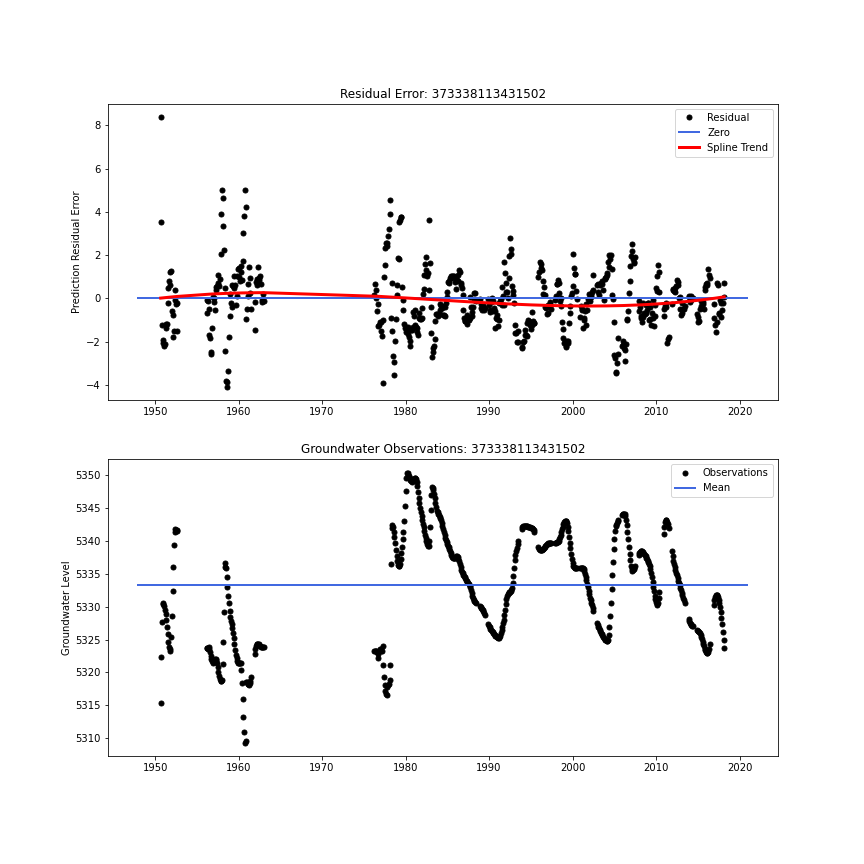 Residual Error: 373338113431502
Prediction Residual Error
8
6
4
2
0
−2
−4
Residual
Zero
Spline Trend
1950 1960 1970 1980 1990 2000 2010 2020
Groundwater Observations: 373338113431502
Groundwater Level
5350
5345
5340
5335
5330
5325
5320
5315
5310
Observations
Mean
1950 1960 1970 1980 1990 2000 2010 2020